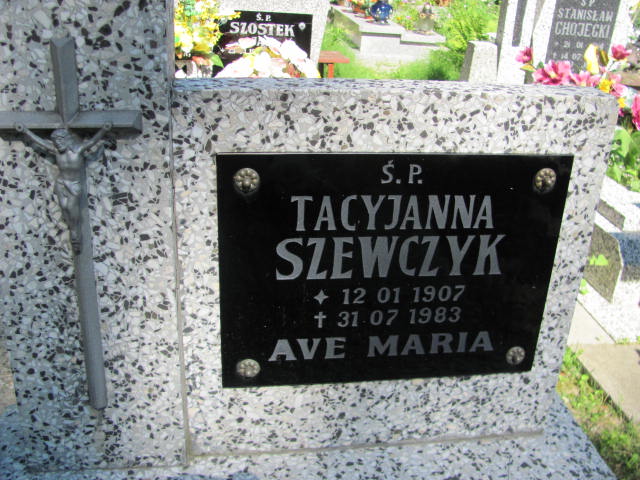 Ś.P.
SZOSTEK
Ś.P.
STANISŁAW
CHOJECKI
Ś.P.
TACYJANNA
SZEWCZYK
12 01 1907
31 07 1983
AVE MARIA